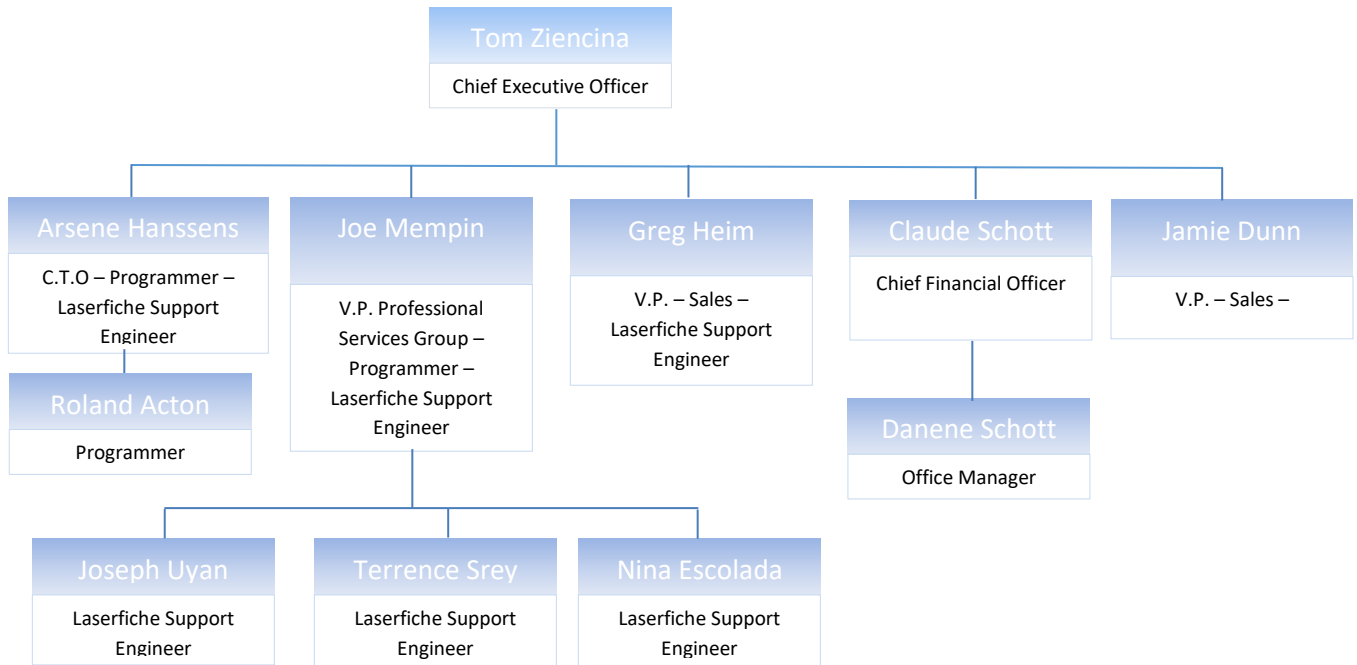 Tom Ziencina
Chief Executive Officer
Arsene Hanssens
C.T.O – Programmer –
Laserfiche Support
Engineer
Joe Mempin
V.P. Professional
Services Group –
Programmer –
Laserfiche Support
Engineer
Greg Heim
V.P. – Sales –
Laserfiche Support
Engineer
Claude Schott
Chief Financial Officer
Jamie Dunn
V.P. – Sales –
Roland Acton
Programmer
Danene Schott
Office Manager
Joseph Uyan
Laserfiche Support
Engineer
Terrence Srey
Laserfiche Support
Engineer
Nina Escolada
Laserfiche Support
Engineer